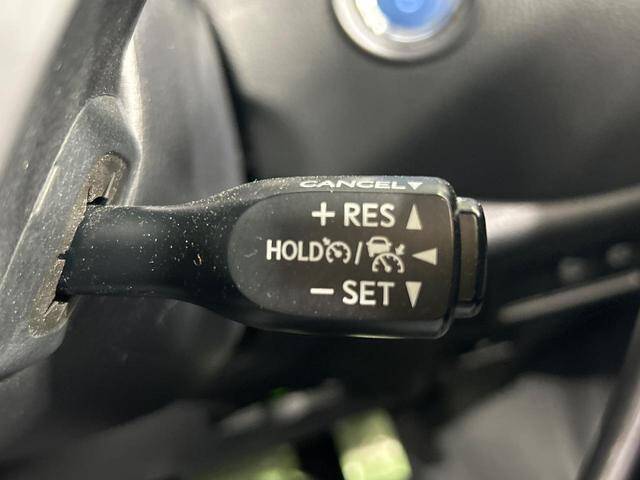 CANCEL▼
+ RES ▲
HOLD / ◀
− SET ▼